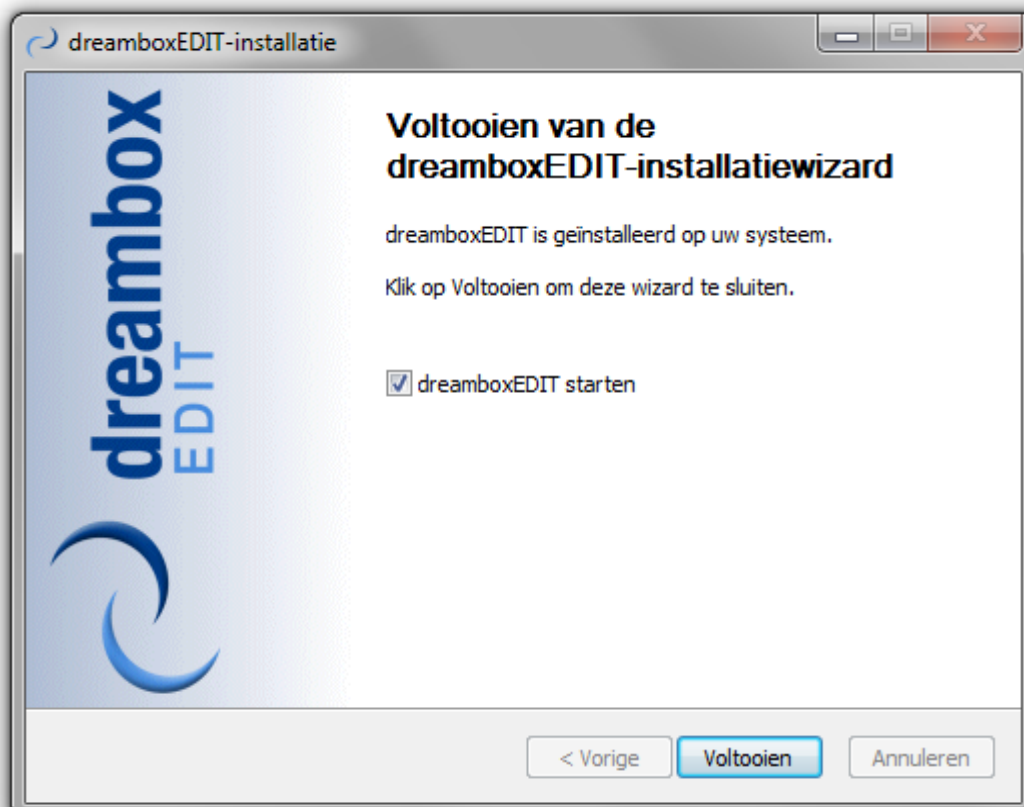 dreamboxEDIT-installatie
dreambox
EDIT
Voltooien van de
dreamboxEDIT-installatiewizard
dreamboxEDIT is geïnstalleerd op uw systeem.
Klik op Voltooien om deze wizard te sluiten.
dreamboxEDIT starten
< Vorige
Voltooien
Annuleren